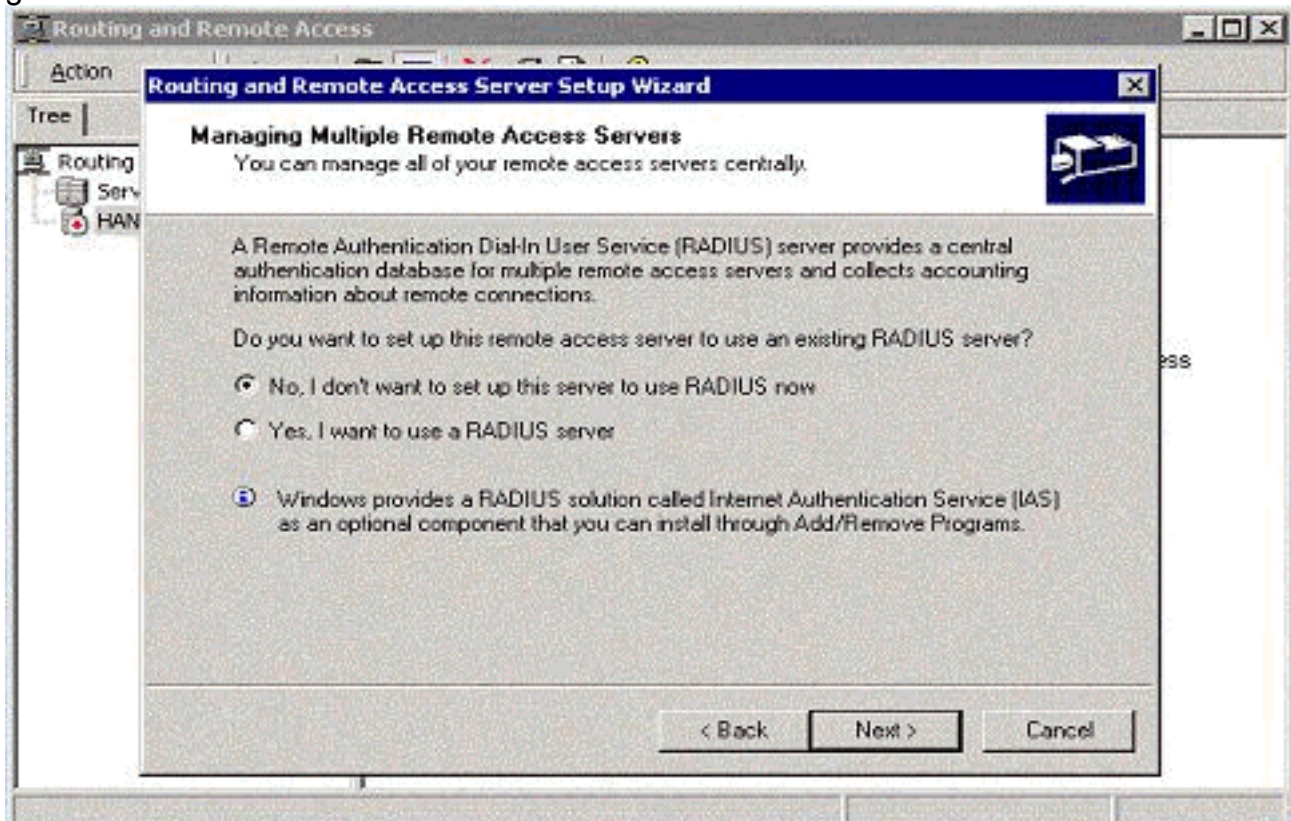 Routing and Remote Access
Action
Routing and Remote Access Server Setup Wizard
Tree
Managing Multiple Remote Access Servers
You can manage all of your remote access servers centrally.
Routing
Serv
HAN
A Remote Authentication Dial-In User Service (RADIUS) server provides a central
authentication database for multiple remote access servers and collects accounting
information about remote connections.
Do you want to set up this remote access server to use an existing RADIUS server?
ess
No, I don't want to set up this server to use RADIUS now
Yes, I want to use a RADIUS server
Windows provides a RADIUS solution called Internet Authentication Service (IAS)
as an optional component that you can install through Add/Remove Programs.
< Back
Next >
Cancel